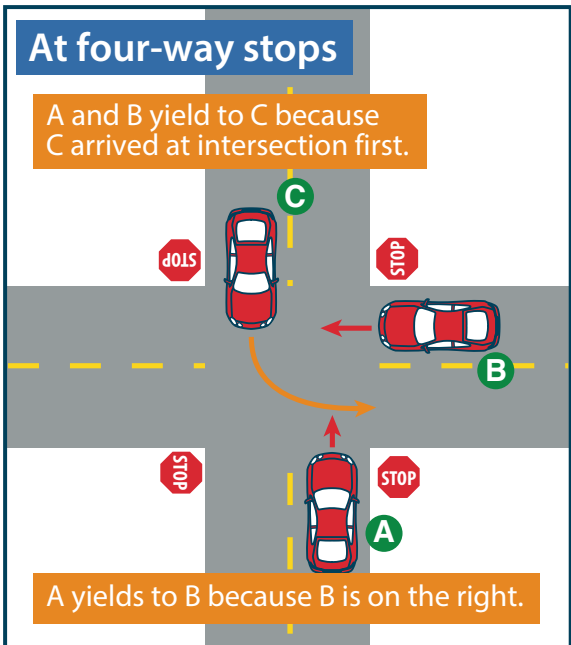 At four-way stops
A and B yield to C because
C arrived at intersection first.
C
STOP
STOP
B
STOP
STOP
A
A yields to B because B is on the right.